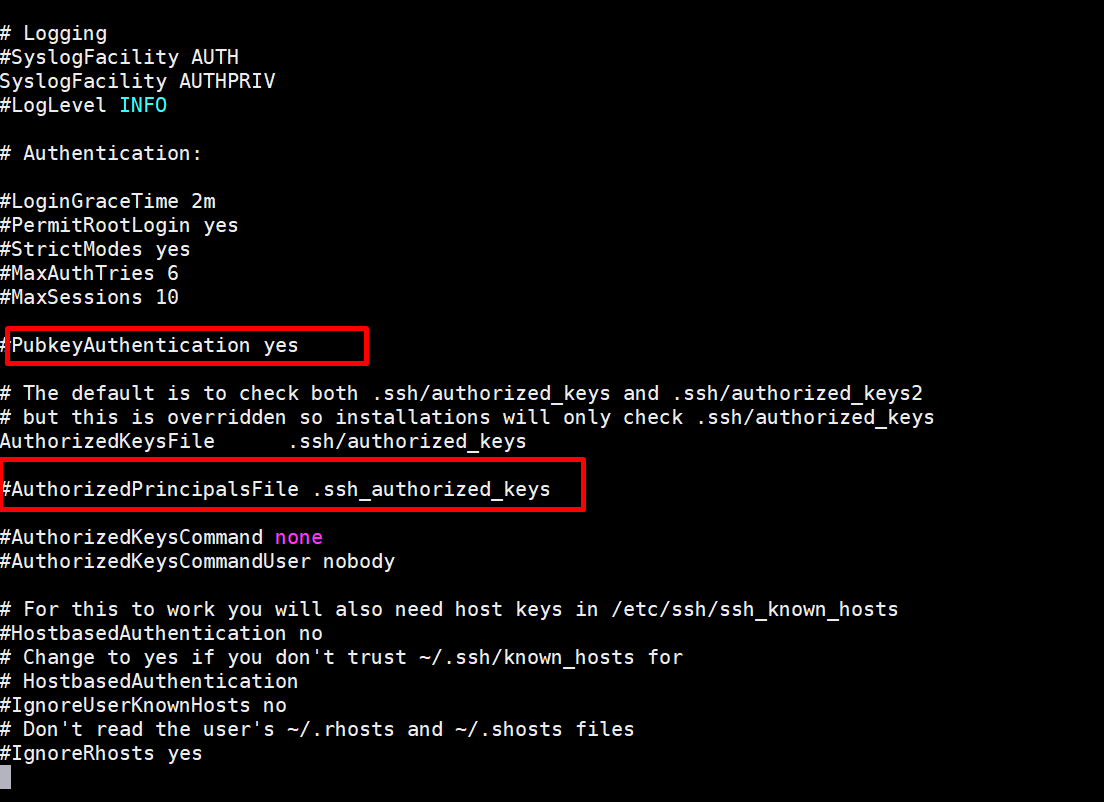 # Logging
#SyslogFacility AUTH
SyslogFacility AUTHPRIV
#LogLevel INFO
# Authentication:
#LoginGraceTime 2m
#PermitRootLogin yes
#StrictModes yes
#MaxAuthTries 6
#MaxSessions 10
#PubkeyAuthentication yes
# The default is to check both .ssh/authorized_keys and .ssh/authorized_keys2
# but this is overridden so installations will only check .ssh/authorized_keys
AuthorizedKeysFile      .ssh/authorized_keys
#AuthorizedPrincipalsFile .ssh_authorized_keys
#AuthorizedKeysCommand none
#AuthorizedKeysCommandUser nobody
# For this to work you will also need host keys in /etc/ssh/ssh_known_hosts
#HostbasedAuthentication no
# Change to yes if you don't trust ~/.ssh/known_hosts for
# HostbasedAuthentication
#IgnoreUserKnownHosts no
# Don't read the user's ~/.rhosts and ~/.shosts files
#IgnoreRhosts yes